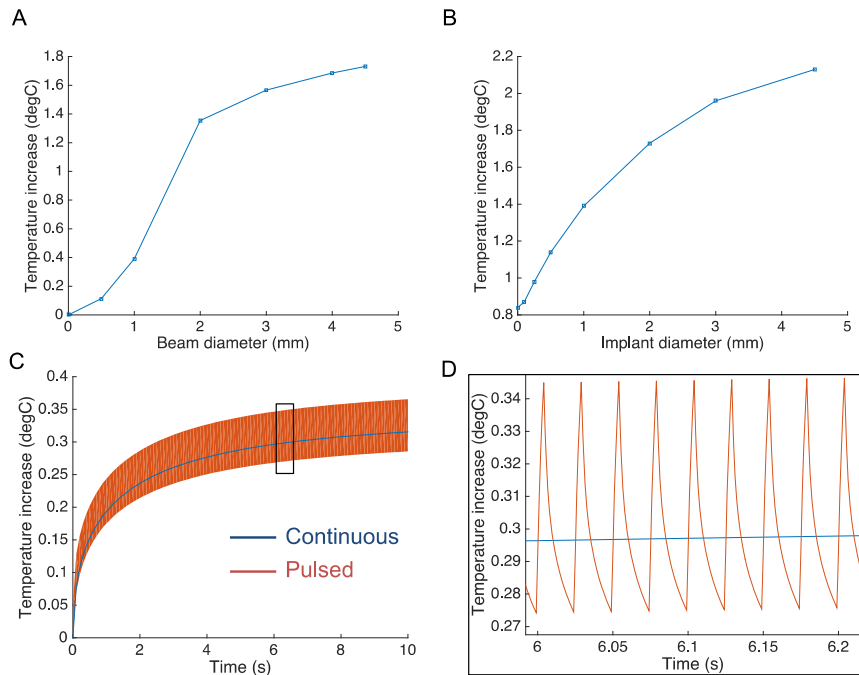 A
Temperature increase (degC)
1.8
1.6
1.4
1.2
1
0.8
0.6
0.4
0.2
0
0 1 2 3 4 5
Beam diameter (mm)
B
Temperature increase (degC)
2.2
2
1.8
1.6
1.4
1.2
1
0.8
0 1 2 3 4 5
Implant diameter (mm)
C
Temperature increase (degC)
0.4
0.35
0.3
0.25
0.2
0.15
0.1
0.05
0
Continuous
Pulsed
0 2 4 6 8 10
Time (s)
D
Temperature increase (degC)
0.34
0.33
0.32
0.31
0.3
0.29
0.28
0.27
6 6.05 6.1 6.15 6.2
Time (s)